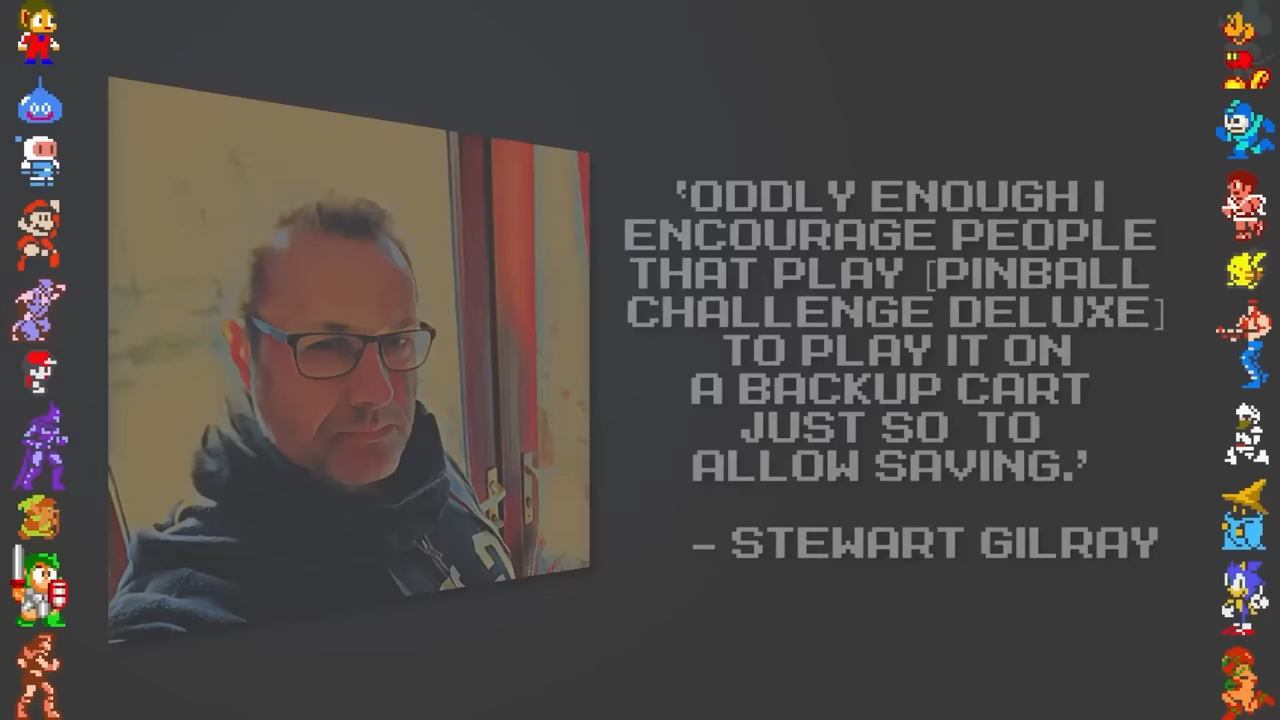 'ODDLY ENOUGH I
ENCOURAGE PEOPLE
THAT PLAY [PINBALL
CHALLENGE DELUXE]
TO PLAY IT ON
A BACKUP CART
JUST SO TO
ALLOW SAVING.'
- STEWART GILRAY